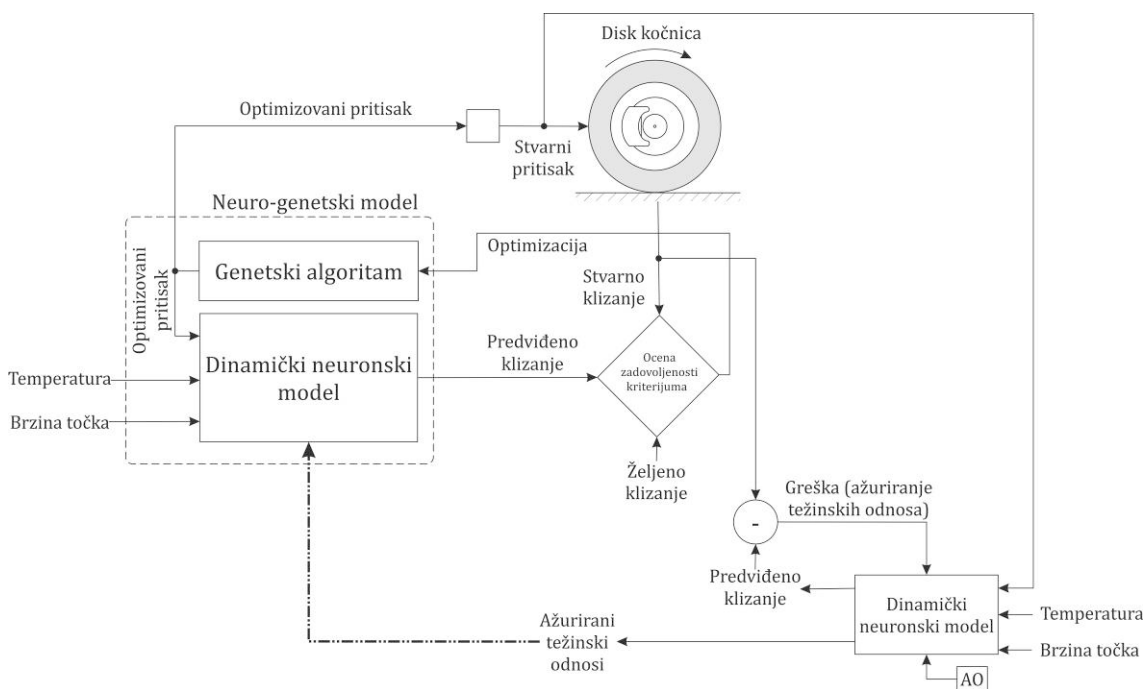 Disk kočnica
Optimizovani pritisak
Stvarni
pritisak
Neuro-genetski model
Optimizacija
Genetski algoritam
Optimizovani
pritisak
Stvarno
klizanje
Predviđeno
klizanje
Dinamički neuronski
model
Ocena
zadovoljenosti
kriterijuma
Temperatura
Brzina točka
Željeno
klizanje
Greška (ažuriranje
težinskih odnosa)
-
Predviđeno
klizanje
Dinamički
neuronski model
Temperatura
Brzina točka
Ažurirani
težinski
odnosi
AO